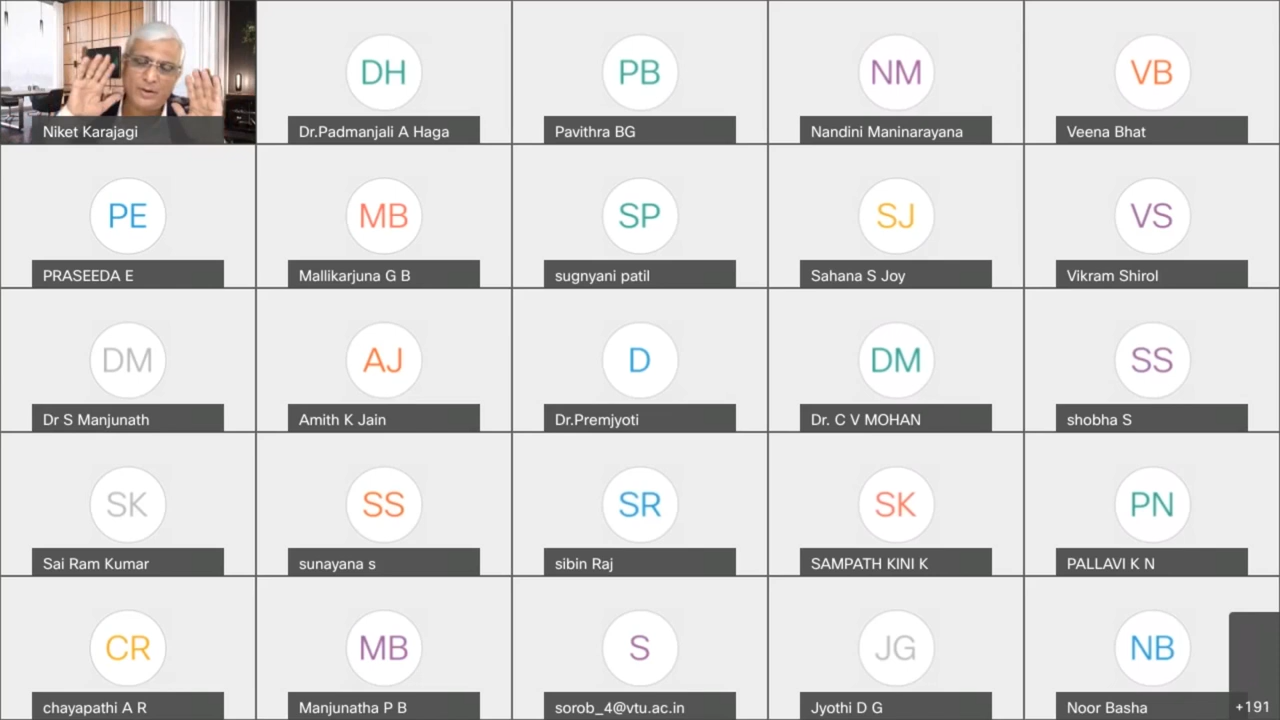 DH
PB
NM
VB
Niket Karajagi
Dr.Padmanjali A Haga
Pavithra BG
Nandini Maninarayana
Veena Bhat
PE
MB
SP
SJ
VS
PRASEEDA E
Mallikarjuna G B
sugnyani patil
Sahana S Joy
Vikram Shirol
DM
AJ
D
DM
SS
Dr S Manjunath
Amith K Jain
Dr.Premjyoti
Dr. C V MOHAN
shobha S
SK
SS
SR
SK
PN
Sai Ram Kumar
sunayana s
sibin Raj
SAMPATH KINI K
PALLAVI K N
CR
MB
S
JG
NB
chayapathi A R
Manjunatha P B
sorob_4@vtu.ac.in
Jyothi D G
Noor Basha
+191